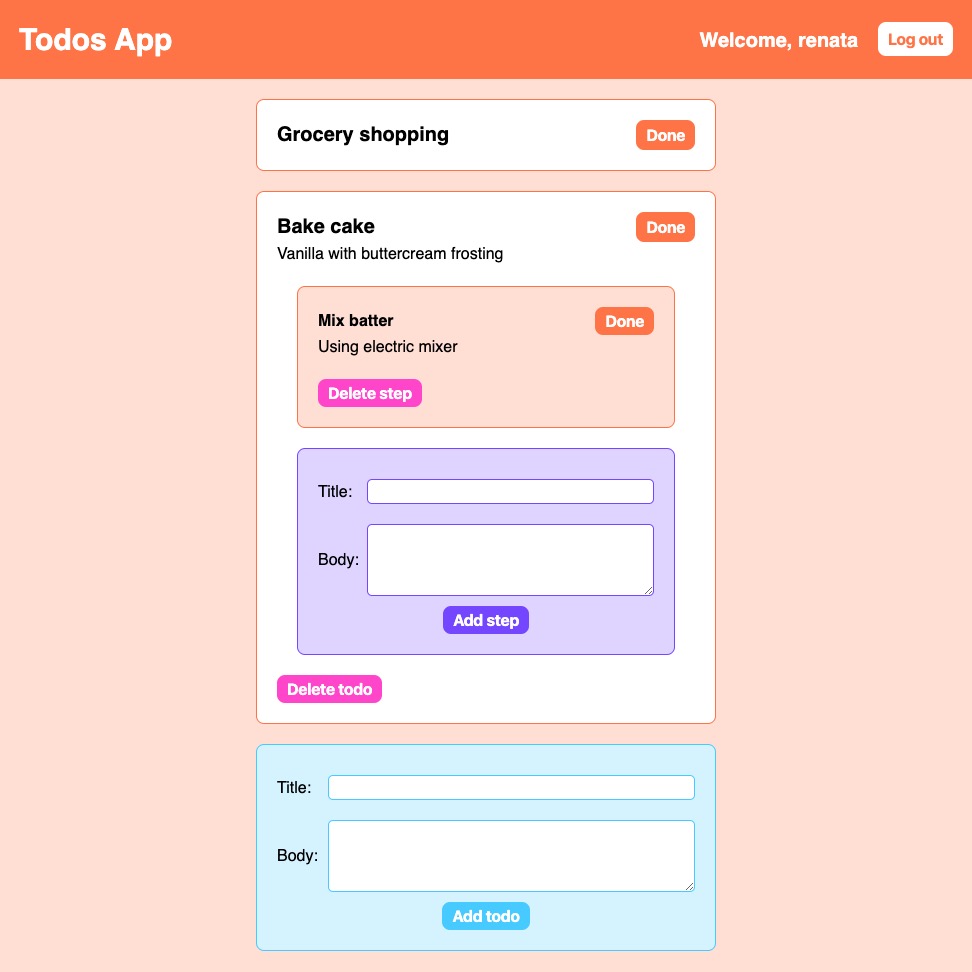 Todos App
Welcome, renata
Log out
Grocery shopping
Done
Bake cake
Done
Vanilla with buttercream frosting
Mix batter
Done
Using electric mixer
Delete step
Title:
Body:
Add step
Delete todo
Title:
Body:
Add todo